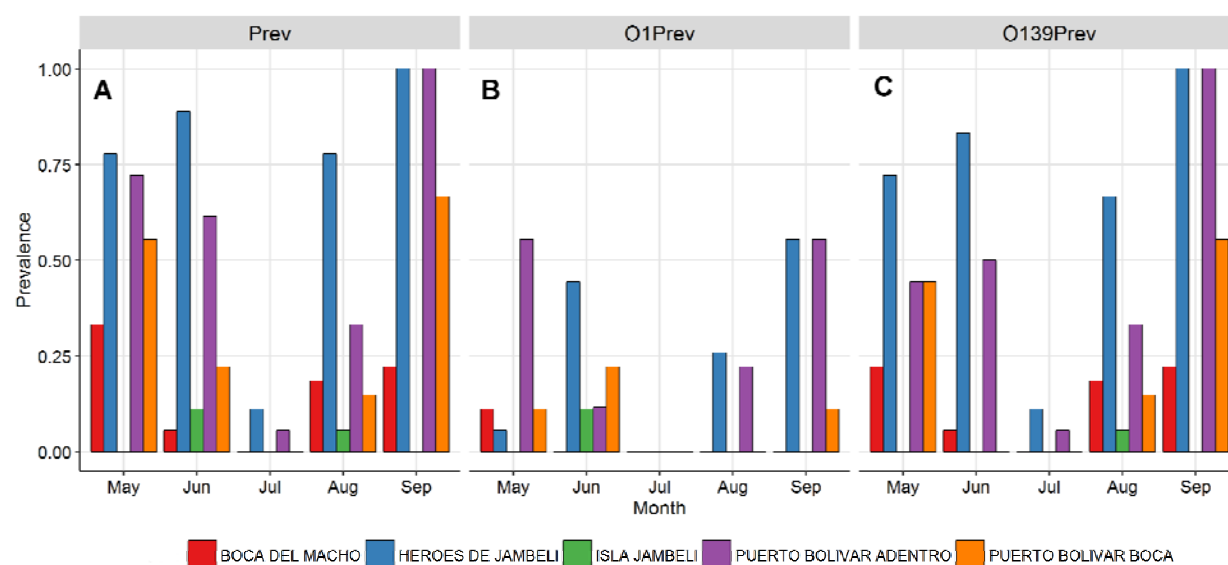 Prev O1Prev O139Prev
A B C
1.00
0.75
0.50
0.25
0.00
Prevalence
May Jun Jul Aug Sep May Jun Jul Aug Sep May Jun Jul Aug Sep
Month
BOCA DEL MACHO HEROES DE JAMBELI ISLA JAMBELI PUERTO BOLIVAR ADENTRO PUERTO BOLIVAR BOCA